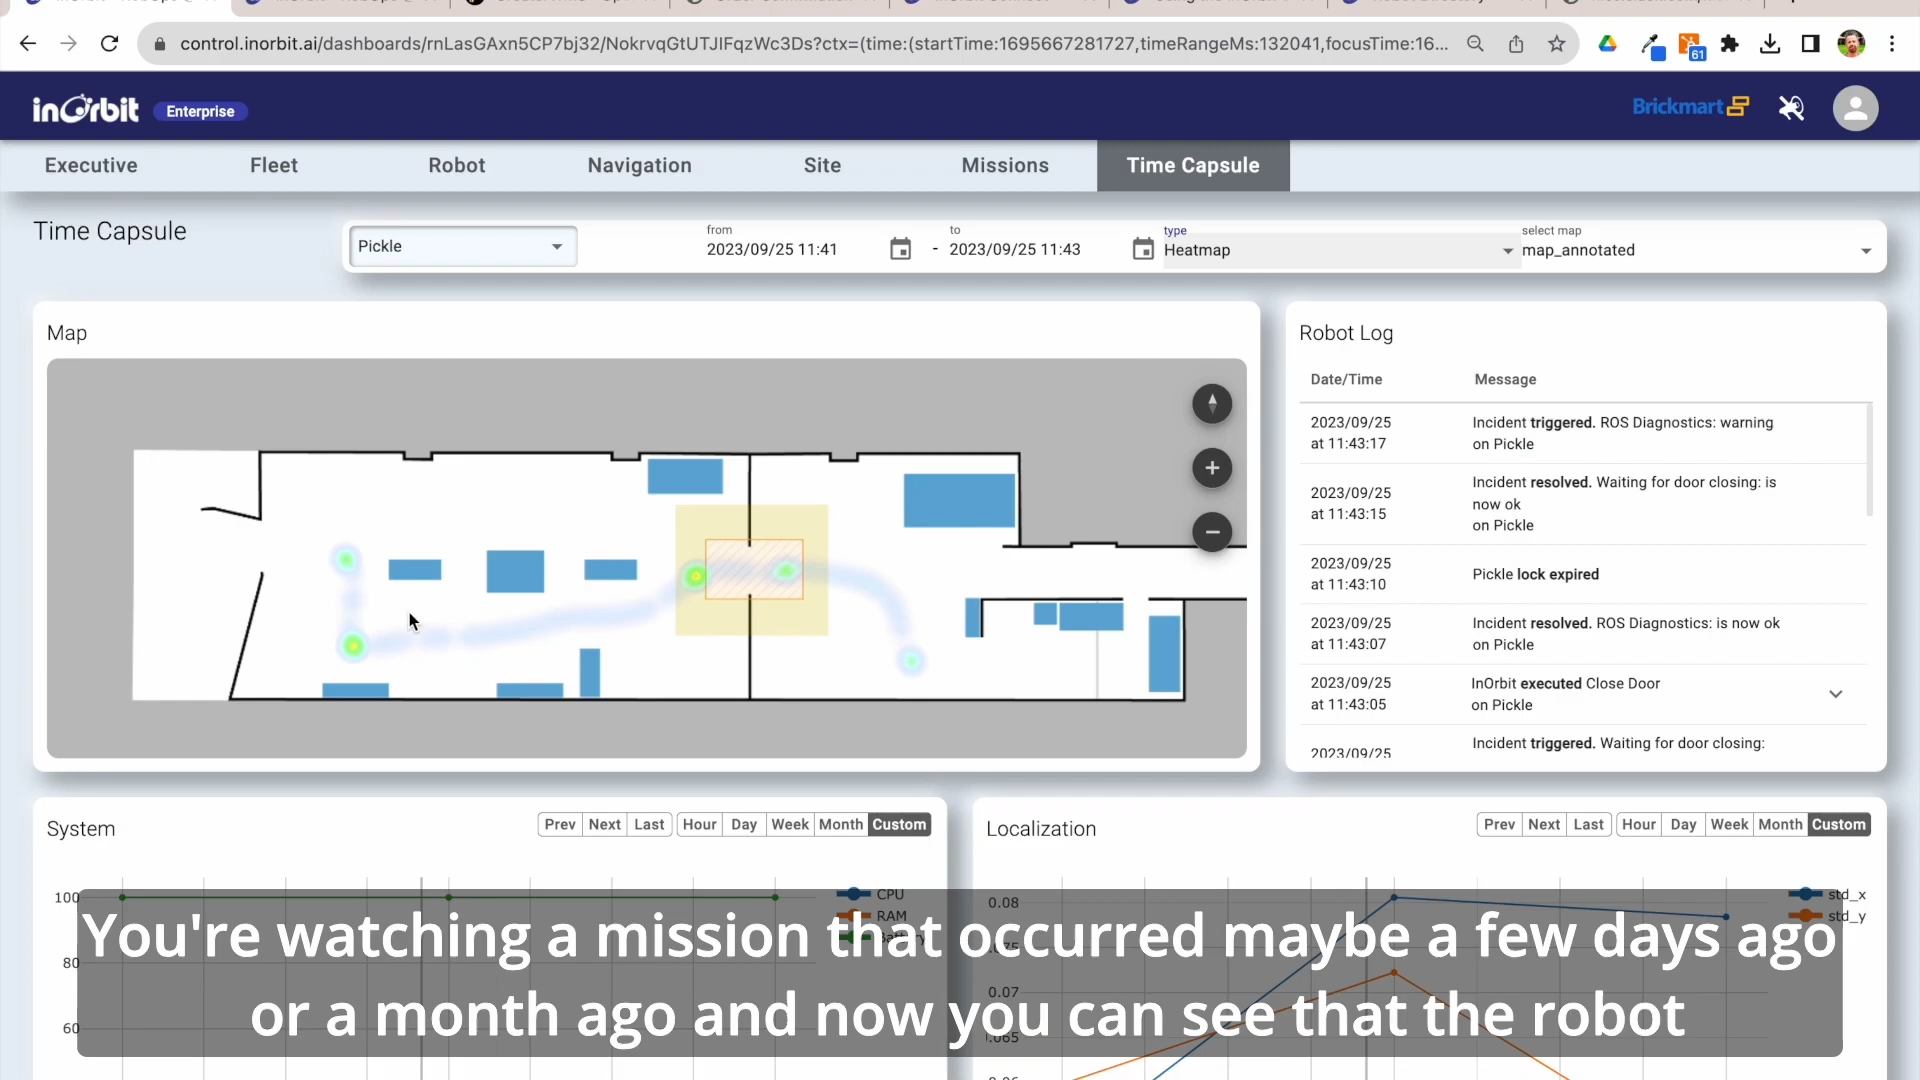 control.inorbit.ai/dashboards/rnLasGAxn5CP7bj32/NokrvqGtUTJIFqzWc3Ds?ctx=(time:(startTime:1695667281727,timeRangeMs:132041,focusTime:16...
61
inOrbit
Enterprise
Brickmart
Executive
Fleet
Robot
Navigation
Site
Missions
Time Capsule
Time Capsule
Pickle
from
2023/09/25 11:41
-
to
2023/09/25 11:43
type
Heatmap
select map
map_annotated
Map
Robot Log
Date/Time Message
2023/09/25
at 11:43:17
Incident triggered. ROS Diagnostics: warning
on Pickle
2023/09/25
at 11:43:15
Incident resolved. Waiting for door closing: is
now ok
on Pickle
2023/09/25
at 11:43:10
Pickle lock expired
2023/09/25
at 11:43:07
Incident resolved. ROS Diagnostics: is now ok
on Pickle
2023/09/25
at 11:43:05
InOrbit executed Close Door
on Pickle
2023/09/25
Incident triggered. Waiting for door closing:
System
Prev Next Last Hour Day Week Month Custom
100
80
60
CPU
RAM
Battery
Localization
Prev Next Last Hour Day Week Month Custom
0.08
0.07
std_x
std_y
You're watching a mission that occurred maybe a few days ago
or a month ago and now you can see that the robot